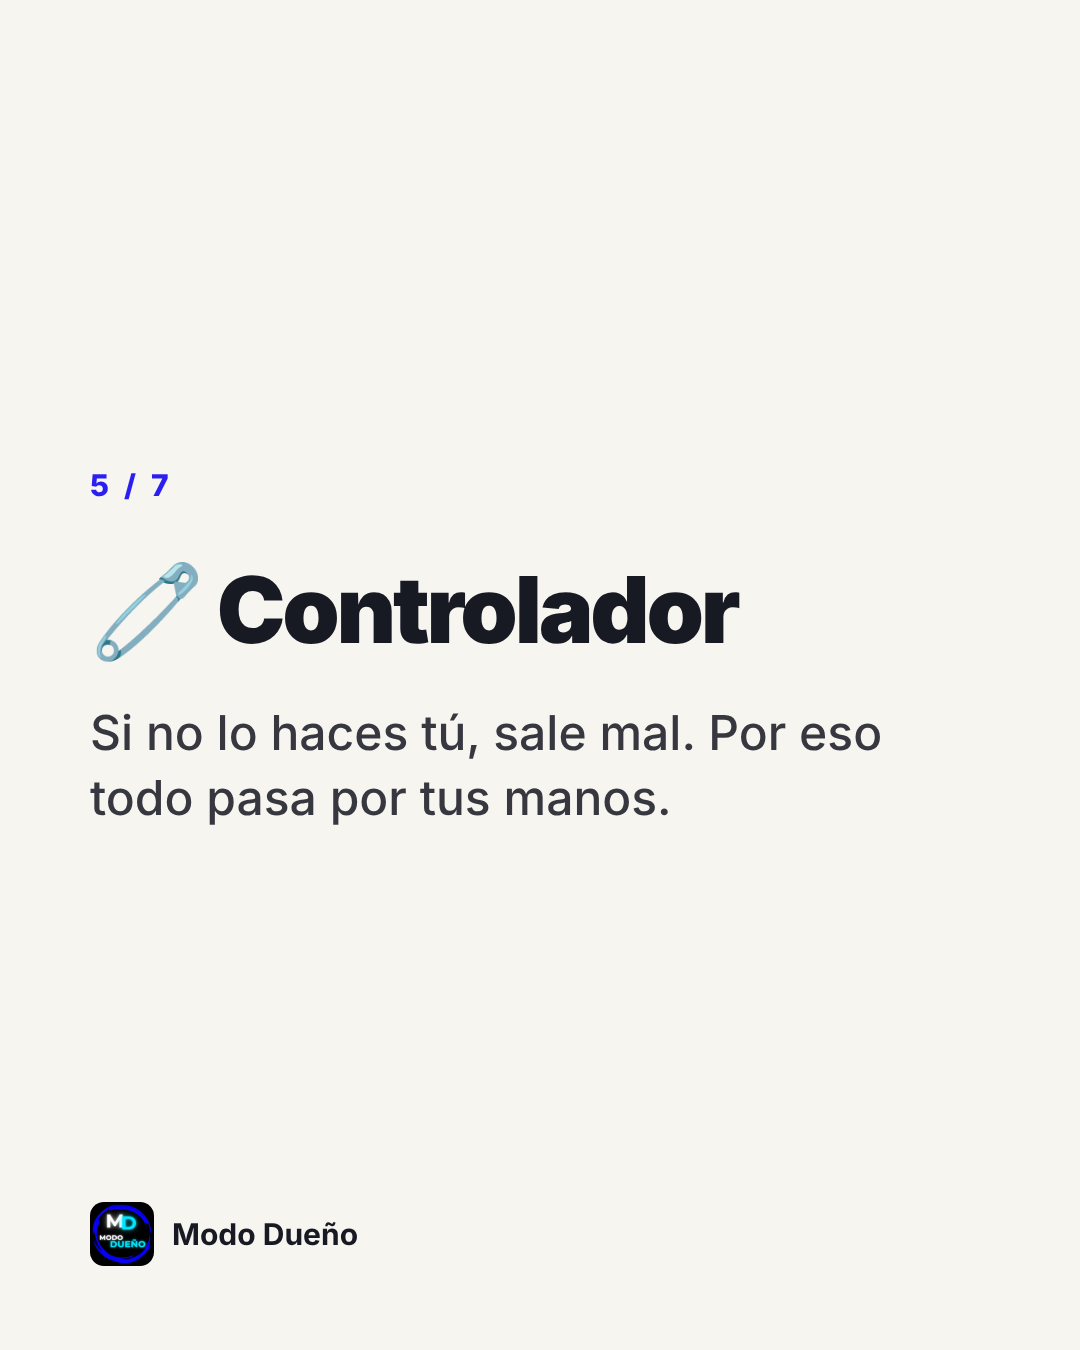 5 / 7
🧷 Controlador
Si no lo haces tú, sale mal. Por eso
todo pasa por tus manos.
MD
MODO
DUEÑO
Modo Dueño